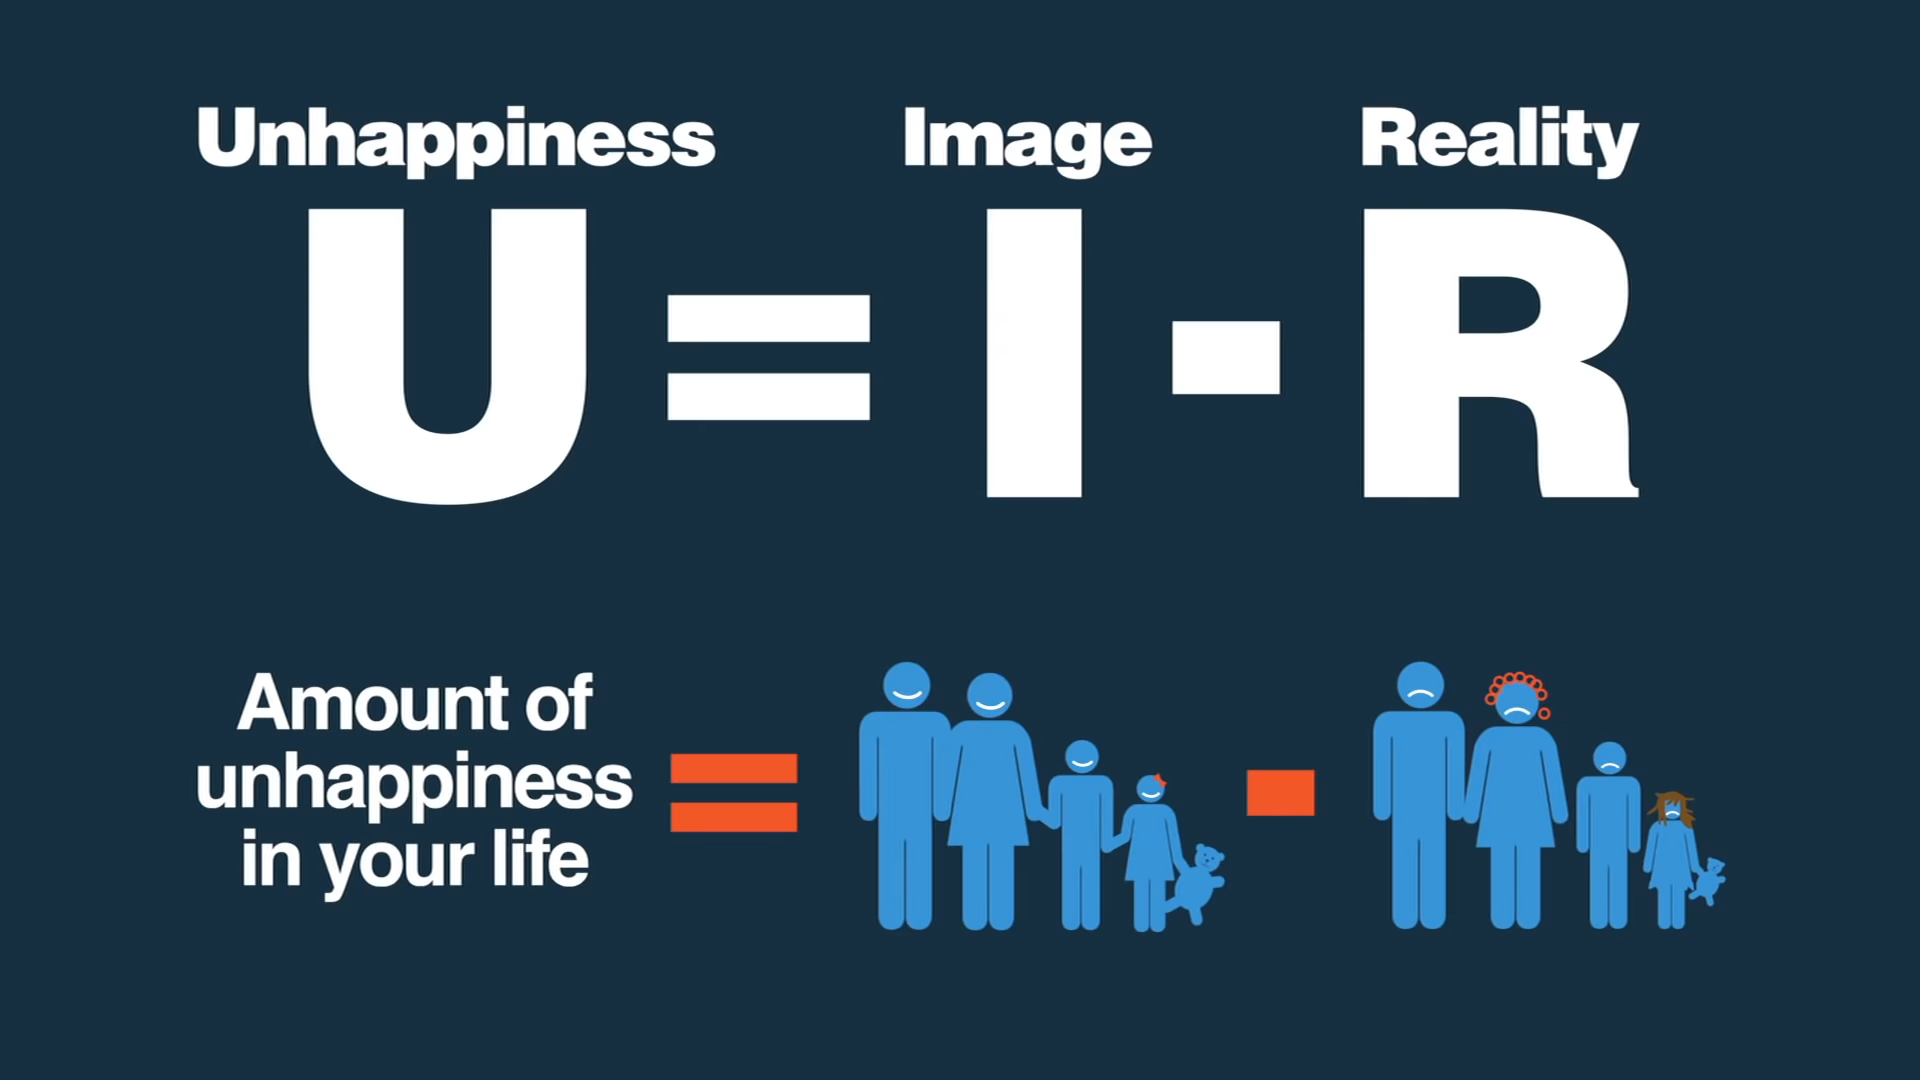 Unhappiness Image Reality
U = I - R
Amount of
unhappiness
in your life
= -